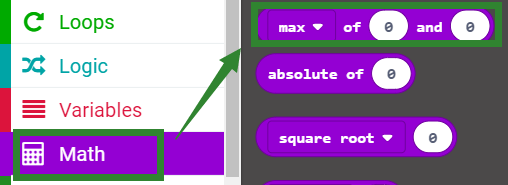 Loops
Logic
Variables
Math
max of 0 and 0
absolute of 0
square root 0